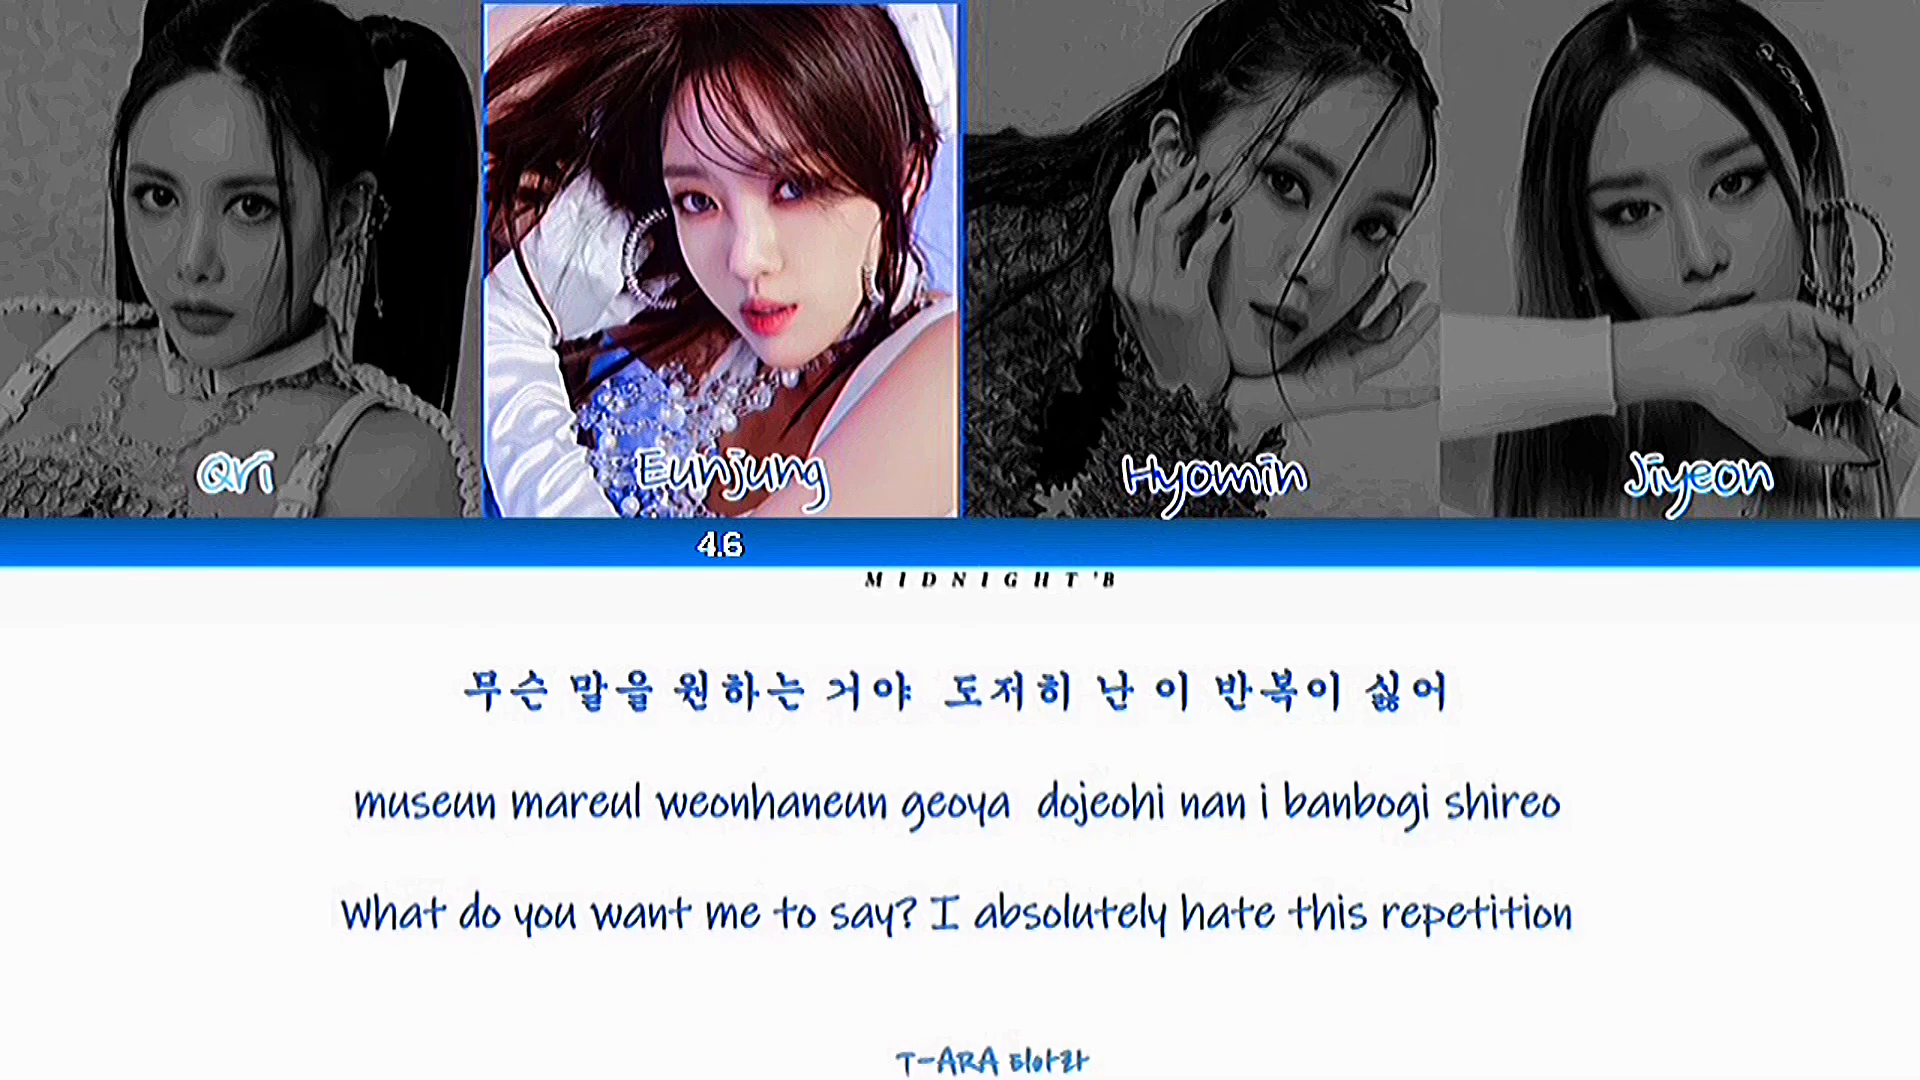 Qri Eunjung Hyomin Jiyeon
4.6
MIDNIGHT'B
무슨 말을 원하는 거야 도저히 난 이 반복이 싫어
museun mareul weonhaneun geoya dojeohi nan i banbogi shireo
What do you want me to say? I absolutely hate this repetition
T-ARA 티아라